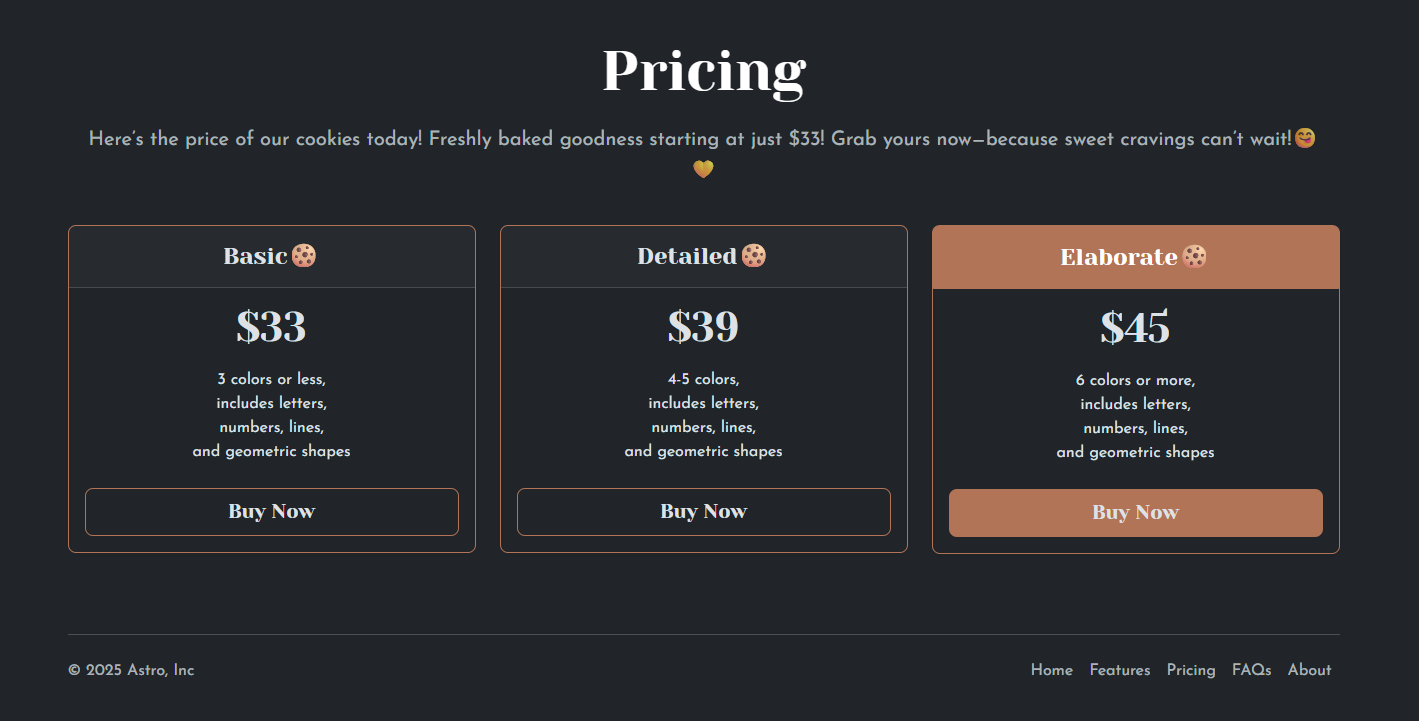 Pricing
Here's the price of our cookies today! Freshly baked goodness starting at just $33! Grab yours now—because sweet cravings can't wait!😋
💛
Basic🍪
$33
3 colors or less,
includes letters,
numbers, lines,
and geometric shapes
Buy Now
Detailed🍪
$39
4-5 colors,
includes letters,
numbers, lines,
and geometric shapes
Buy Now
Elaborate🍪
$45
6 colors or more,
includes letters,
numbers, lines,
and geometric shapes
Buy Now
© 2025 Astro, Inc
Home Features Pricing FAQs About